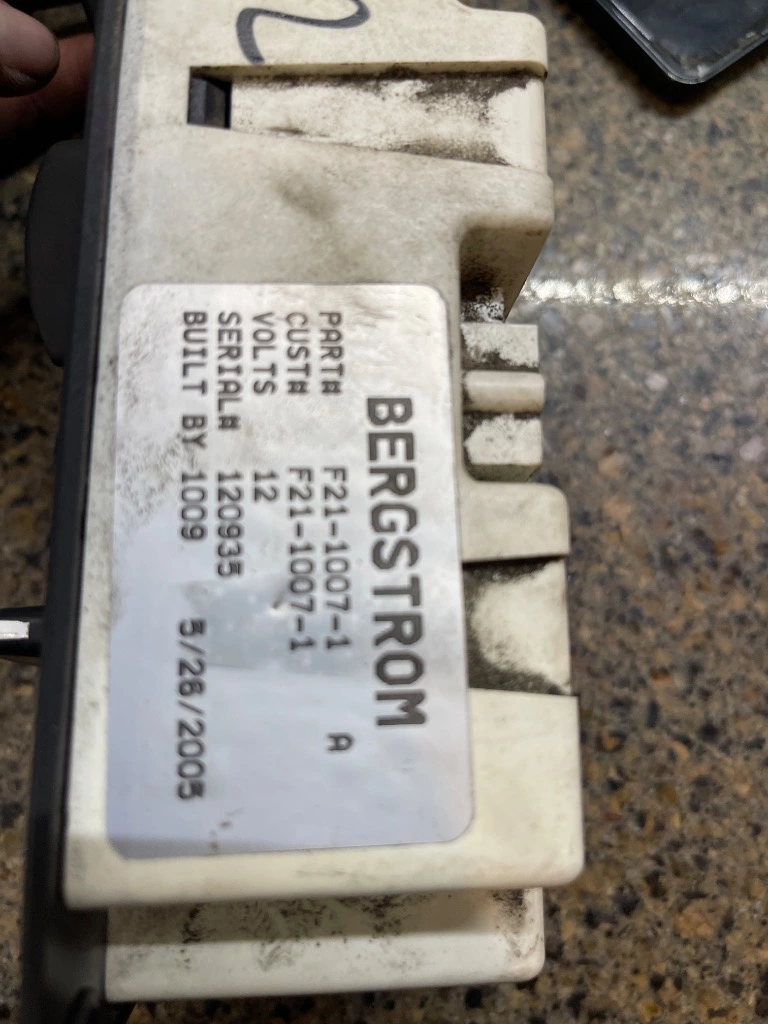 BERGSTROM
PART# F21-1007-1 A
CUST# F21-1007-1
VOLTS 12
SERIAL# 120935
BUILT BY 1009 5/26/2005
2